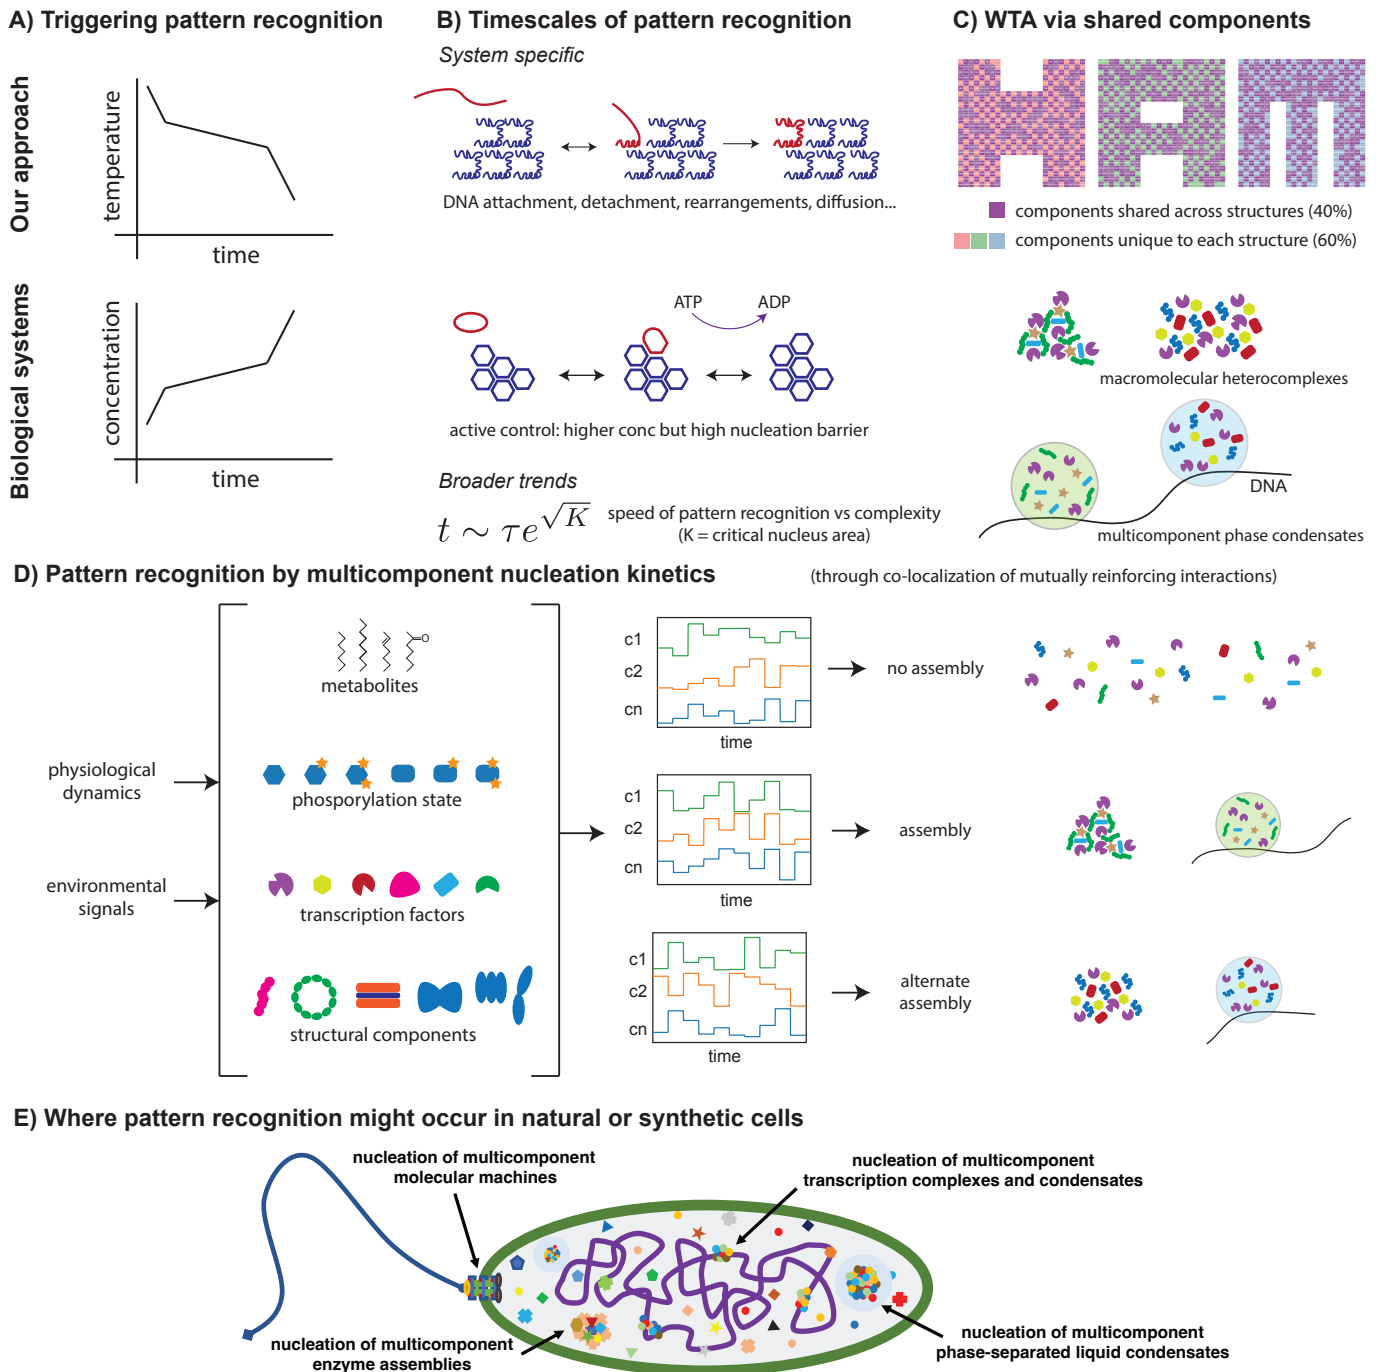 A) Triggering pattern recognition
Our approach
temperature
time
Biological systems
concentration
time
B) Timescales of pattern recognition
System specific
DNA attachment, detachment, rearrangements, diffusion...
ATP
ADP
active control: higher conc but high nucleation barrier
Broader trends
t ∼ τe^√K
speed of pattern recognition vs complexity
(K = critical nucleus area)
C) WTA via shared components
components shared across structures (40%)
components unique to each structure (60%)
macromolecular heterocomplexes
DNA
multicomponent phase condensates
D) Pattern recognition by multicomponent nucleation kinetics
(through co-localization of mutually reinforcing interactions)
physiological
dynamics
environmental
signals
O
metabolites
phosporylation state
transcription factors
structural components
c1
c2
cn
time
no assembly
c1
c2
cn
time
assembly
c1
c2
cn
time
alternate
assembly
E) Where pattern recognition might occur in natural or synthetic cells
nucleation of multicomponent
molecular machines
nucleation of multicomponent
transcription complexes and condensates
nucleation of multicomponent
enzyme assemblies
nucleation of multicomponent
phase-separated liquid condensates